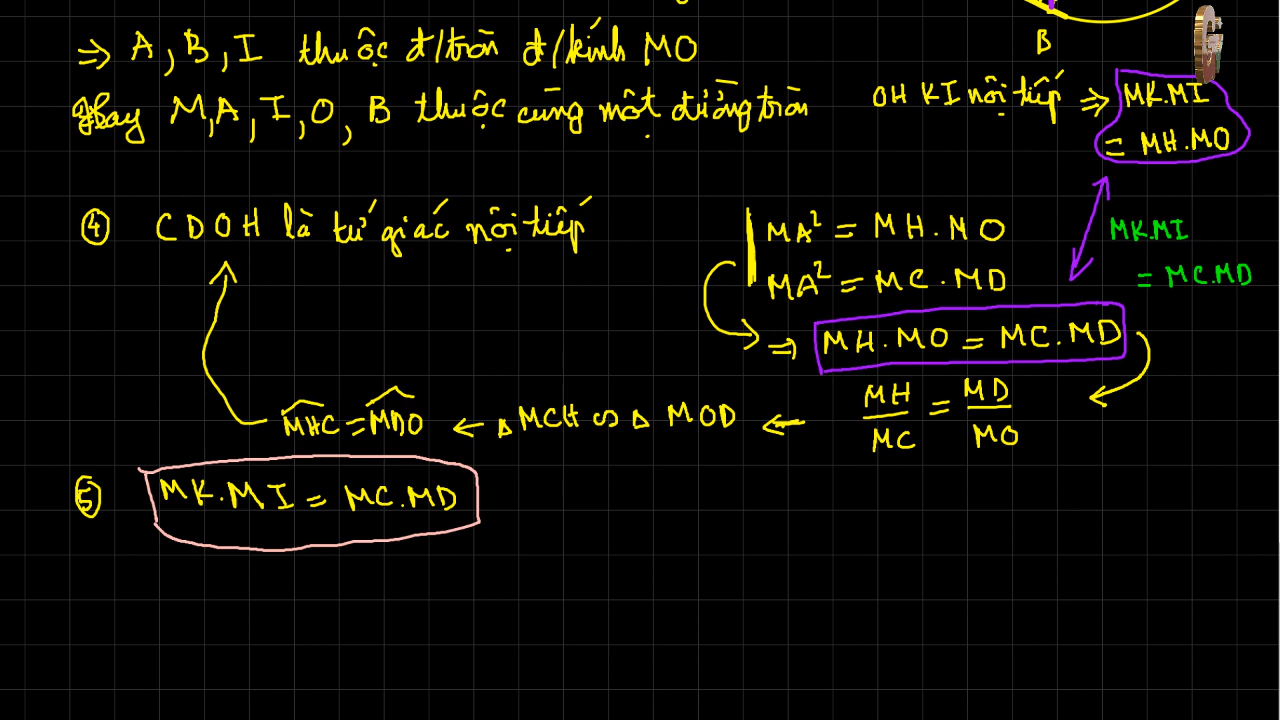 ⇒ A, B, I thuộc đ/tròn đ/kính MO
B
Hay M, A, I, O, B thuộc cùng một đường tròn
OHKI nội tiếp ⇒ MK.MI
= MH.MO
④ CDOH là tứ giác nội tiếp
MA² = MH.MO
MA² = MC.MD
⇒ MH.MO = MC.MD
MK.MI
= MC.MD
MHC = MDO ← △MCH ∽ △MOD ← MH/MC = MD/MO
⑤ MK.MI = MC.MD